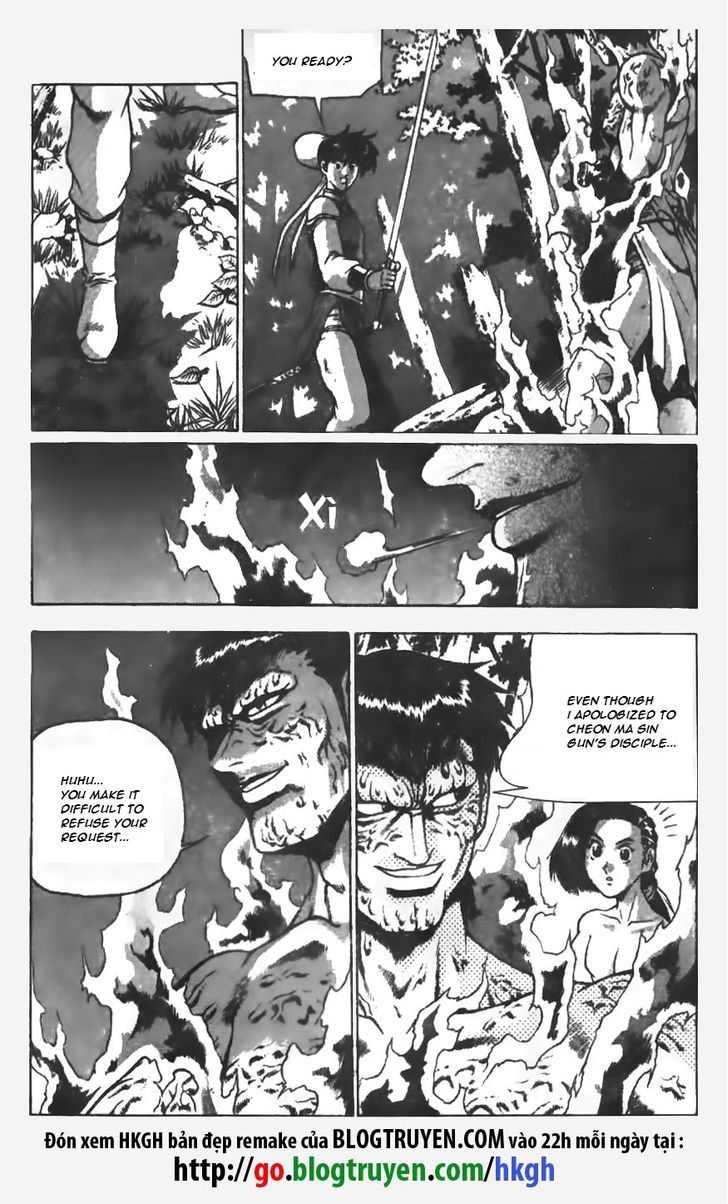 YOU READY?
Xì
HUHU...
YOU MAKE IT
DIFFICULT TO
REFUSE YOUR
REQUEST...
EVEN THOUGH
I APOLOGIZED TO
CHEON MA SIN
GUN'S DISCIPLE...
Đón xem HKGH bản đẹp remake của BLOGTRUYEN.COM vào 22h mỗi ngày tại :
http://go.blogtruyen.com/hkgh